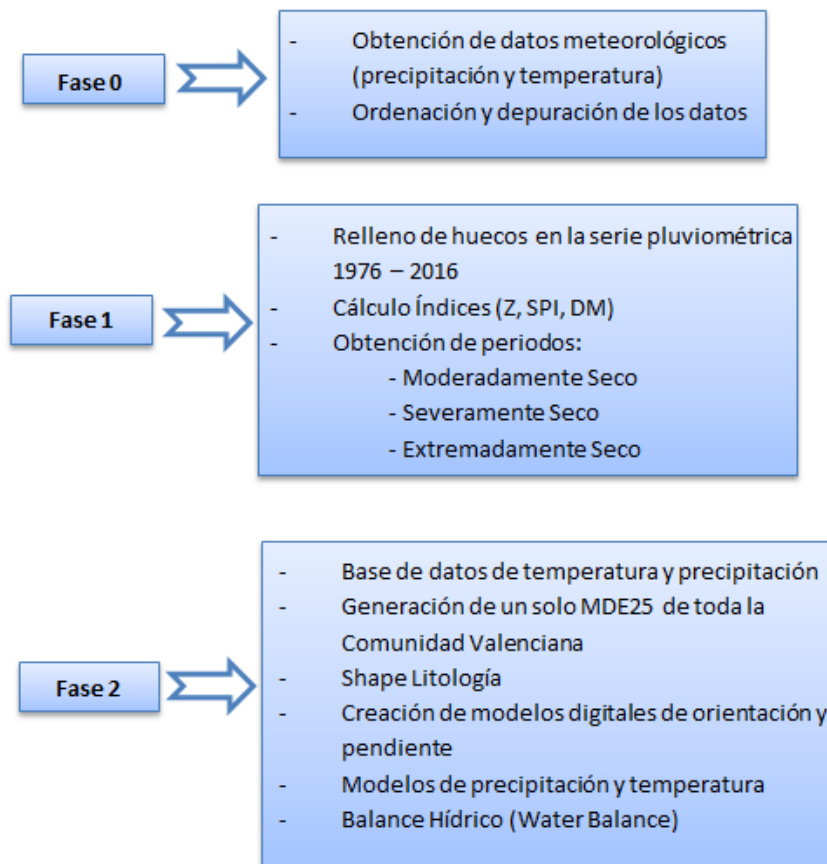 Fase 0
- Obtención de datos meteorológicos
(precipitación y temperatura)
- Ordenación y depuración de los datos
Fase 1
- Relleno de huecos en la serie pluviométrica
1976 – 2016
- Cálculo Índices (Z, SPI, DM)
- Obtención de periodos:
- Moderadamente Seco
- Severamente Seco
- Extremadamente Seco
Fase 2
- Base de datos de temperatura y precipitación
- Generación de un solo MDE25 de toda la
Comunidad Valenciana
- Shape Litología
- Creación de modelos digitales de orientación y
pendiente
- Modelos de precipitación y temperatura
- Balance Hídrico (Water Balance)